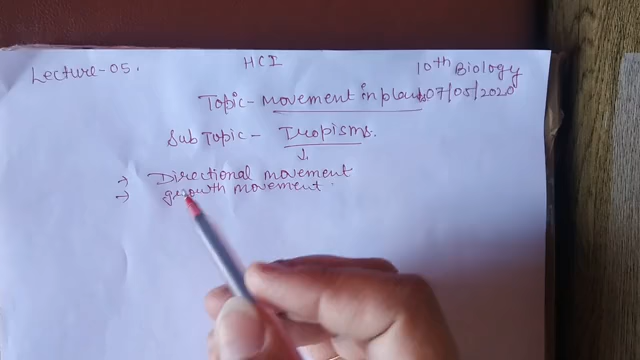 Lecture-05. HCI 10th Biology
Topic- Movement in plants 07/05/2020
Sub Topic- Tropisms.
→ Directional movement
→ growth movement